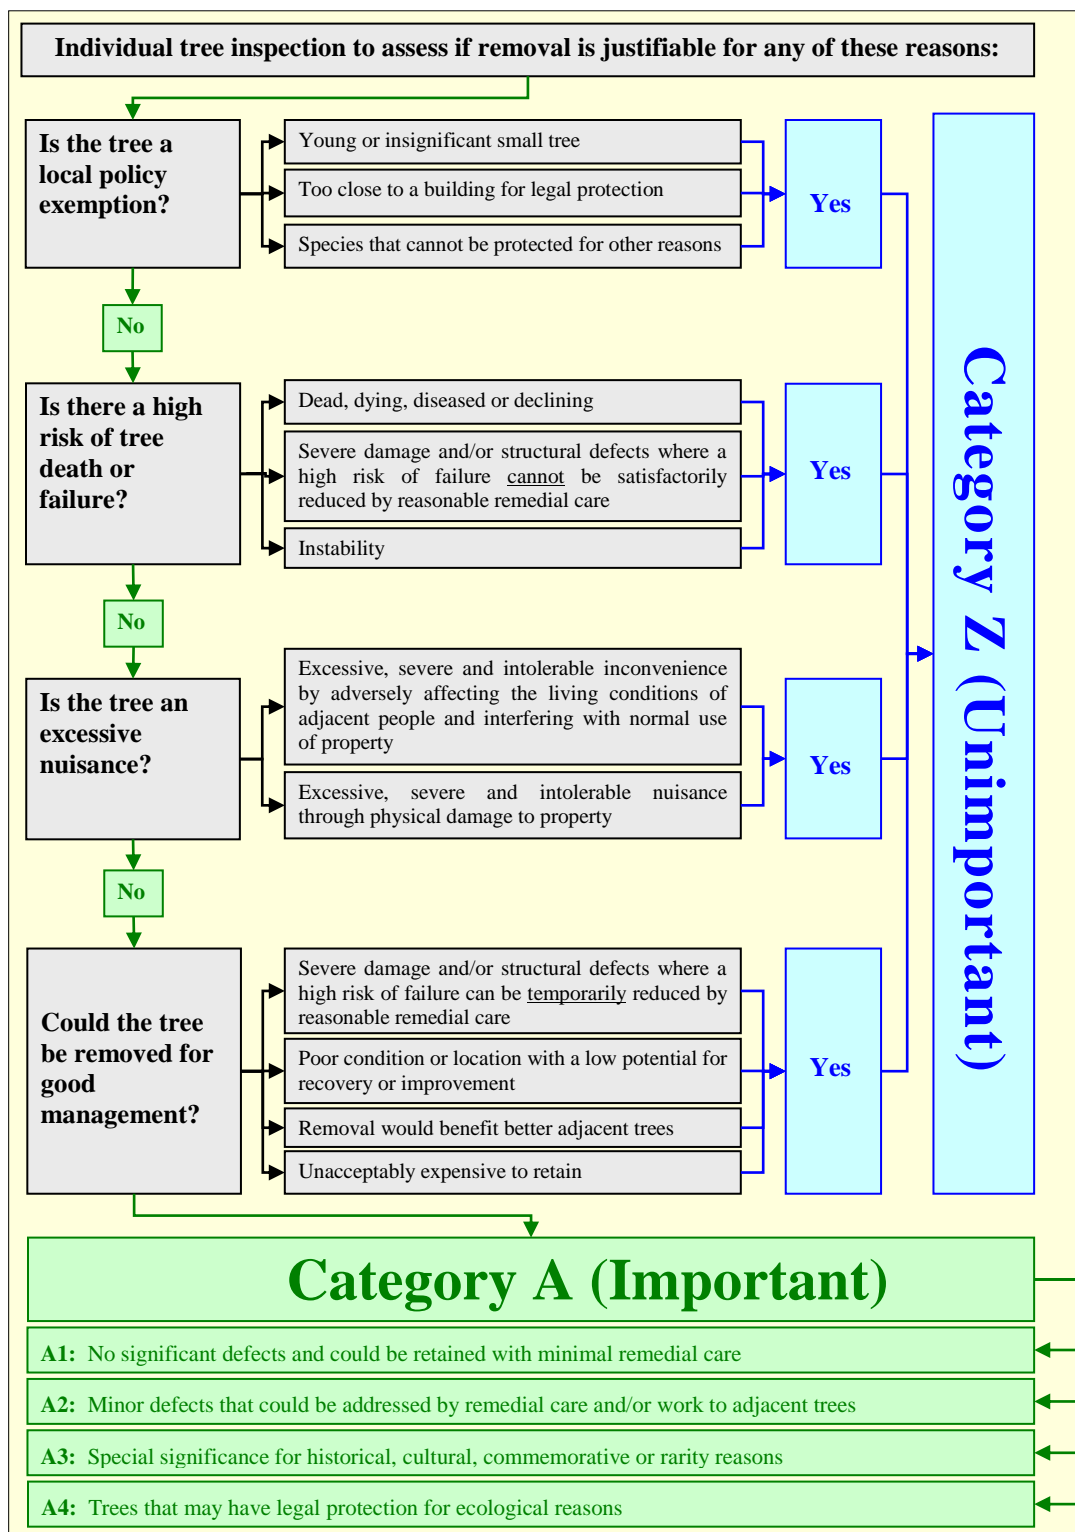 Individual tree inspection to assess if removal is justifiable for any of these reasons:
Is the tree a
local policy
exemption?
Young or insignificant small tree
Too close to a building for legal protection
Species that cannot be protected for other reasons
Yes
No
Is there a high
risk of tree
death or
failure?
Dead, dying, diseased or declining
Severe damage and/or structural defects where a
high risk of failure cannot be satisfactorily
reduced by reasonable remedial care
Instability
Yes
No
Is the tree an
excessive
nuisance?
Excessive, severe and intolerable inconvenience
by adversely affecting the living conditions of
adjacent people and interfering with normal use
of property
Excessive, severe and intolerable nuisance
through physical damage to property
Yes
No
Could the tree
be removed for
good
management?
Severe damage and/or structural defects where a
high risk of failure can be temporarily reduced by
reasonable remedial care
Poor condition or location with a low potential for
recovery or improvement
Removal would benefit better adjacent trees
Unacceptably expensive to retain
Yes
Category Z (Unimportant)
Category A (Important)
A1: No significant defects and could be retained with minimal remedial care
A2: Minor defects that could be addressed by remedial care and/or work to adjacent trees
A3: Special significance for historical, cultural, commemorative or rarity reasons
A4: Trees that may have legal protection for ecological reasons